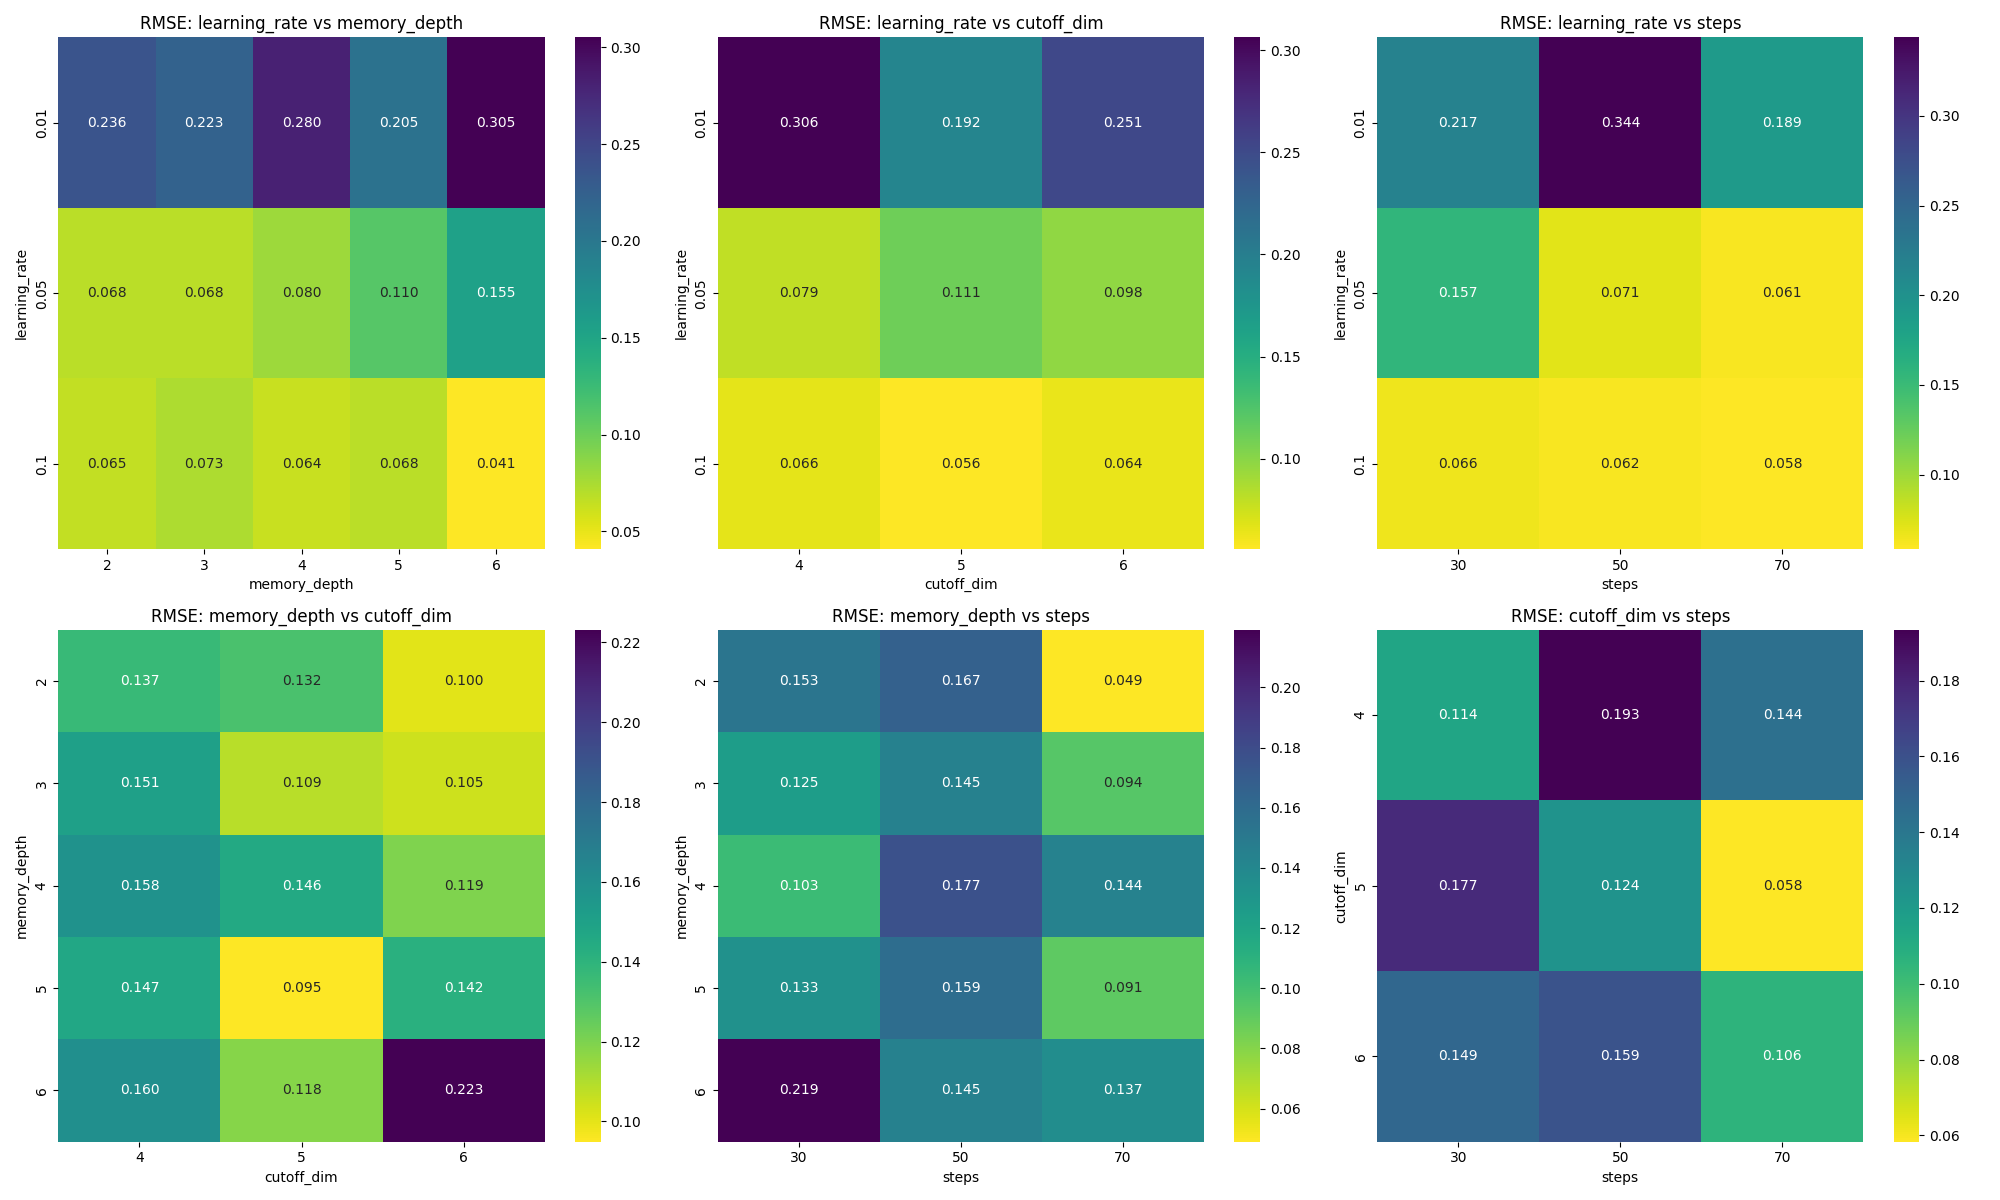 RMSE: learning_rate vs memory_depth
0.01 0.236 0.223 0.280 0.205 0.305
0.05 0.068 0.068 0.080 0.110 0.155
0.1 0.065 0.073 0.064 0.068 0.041
2 3 4 5 6
memory_depth
learning_rate
0.30
0.25
0.20
0.15
0.10
0.05
RMSE: learning_rate vs cutoff_dim
0.01 0.306 0.192 0.251
0.05 0.079 0.111 0.098
0.1 0.066 0.056 0.064
4 5 6
cutoff_dim
learning_rate
0.30
0.25
0.20
0.15
0.10
RMSE: learning_rate vs steps
0.01 0.217 0.344 0.189
0.05 0.157 0.071 0.061
0.1 0.066 0.062 0.058
30 50 70
steps
learning_rate
0.30
0.25
0.20
0.15
0.10
RMSE: memory_depth vs cutoff_dim
2 0.137 0.132 0.100
3 0.151 0.109 0.105
4 0.158 0.146 0.119
5 0.147 0.095 0.142
6 0.160 0.118 0.223
4 5 6
cutoff_dim
memory_depth
0.22
0.20
0.18
0.16
0.14
0.12
0.10
RMSE: memory_depth vs steps
2 0.153 0.167 0.049
3 0.125 0.145 0.094
4 0.103 0.177 0.144
5 0.133 0.159 0.091
6 0.219 0.145 0.137
30 50 70
steps
memory_depth
0.20
0.18
0.16
0.14
0.12
0.10
0.08
0.06
RMSE: cutoff_dim vs steps
4 0.114 0.193 0.144
5 0.177 0.124 0.058
6 0.149 0.159 0.106
30 50 70
steps
cutoff_dim
0.18
0.16
0.14
0.12
0.10
0.08
0.06